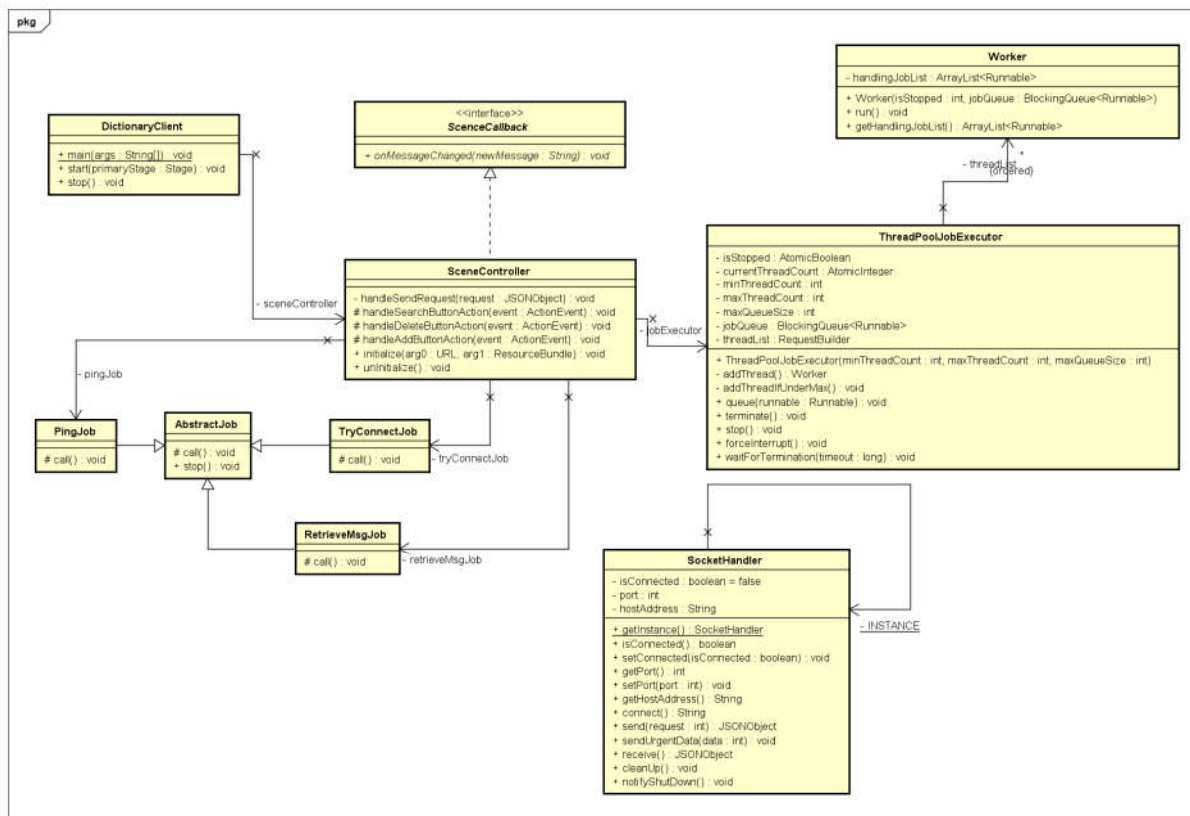 pkg
Worker
- handlingJobList : ArrayList<Runnable>
+ Worker(isStopped : int, jobQueue : BlockingQueue<Runnable>)
+ run() : void
+ getHandlingJobList() : ArrayList<Runnable>
<<interface>>
ScenceCallback
+ onMessageChanged(newMessage : String) : void
DictionaryClient
+ main(args : String[]) : void
+ start(primaryStage : Stage) : void
+ stop() : void
*
- threadList
{ordered}
ThreadPoolJobExecutor
- isStopped : AtomicBoolean
- currentThreadCount : AtomicInteger
- minThreadCount : int
- maxThreadCount : int
- maxQueueSize : int
- jobQueue : BlockingQueue<Runnable>
- threadList : RequestBuilder
+ ThreadPoolJobExecutor(minThreadCount : int, maxThreadCount : int, maxQueueSize : int)
- addThread() : Worker
- addThreadIfUnderMax() : void
+ queue(runnable : Runnable) : void
+ terminate() : void
+ stop() : void
+ forceInterrupt() : void
+ waitForTermination(timeout : long) : void
SceneController
- handleSendRequest(request : JSONObject) : void
# handleSearchButtonAction(event : ActionEvent) : void
# handleDeleteButtonAction(event : ActionEvent) : void
# handleAddButtonAction(event : ActionEvent) : void
+ initialize(arg0 : URL, arg1 : ResourceBundle) : void
+ unInitialize() : void
- sceneController
- jobExecutor
- pingJob
PingJob
# call() : void
AbstractJob
# call() : void
+ stop() : void
TryConnectJob
# call() : void
- tryConnectJob
RetrieveMsgJob
# call() : void
- retrieveMsgJob
SocketHandler
- isConnected : boolean = false
- port : int
- hostAddress : String
+ getInstance() : SocketHandler
+ isConnected() : boolean
+ setConnected(isConnected : boolean) : void
+ getPort() : int
+ setPort(port : int) : void
+ getHostAddress() : String
+ connect() : String
+ send(request : int) : JSONObject
+ sendUrgentData(data : int) : void
+ receive() : JSONObject
+ cleanUp() : void
+ notifyShutDown() : void
- INSTANCE